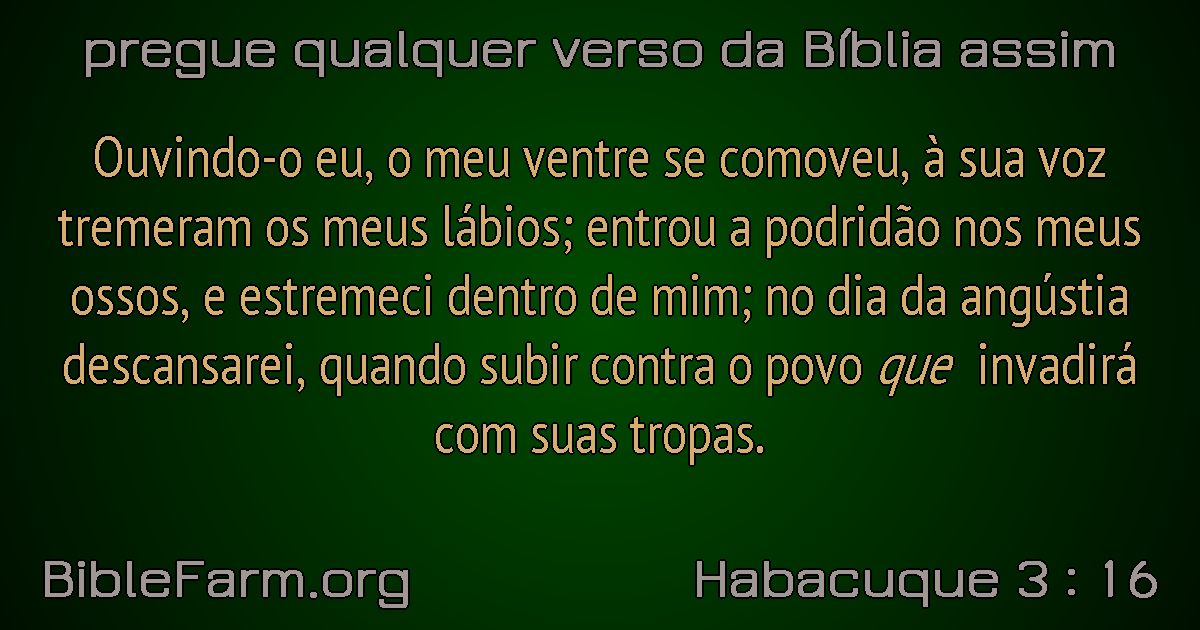 pregue qualquer verso da Bíblia assim
Ouvindo-o eu, o meu ventre se comoveu, à sua voz
tremeram os meus lábios; entrou a podridão nos meus
ossos, e estremeci dentro de mim; no dia da angústia
descansarei, quando subir contra o povo que invadirá
com suas tropas.
BibleFarm.org
Habacuque 3 : 16